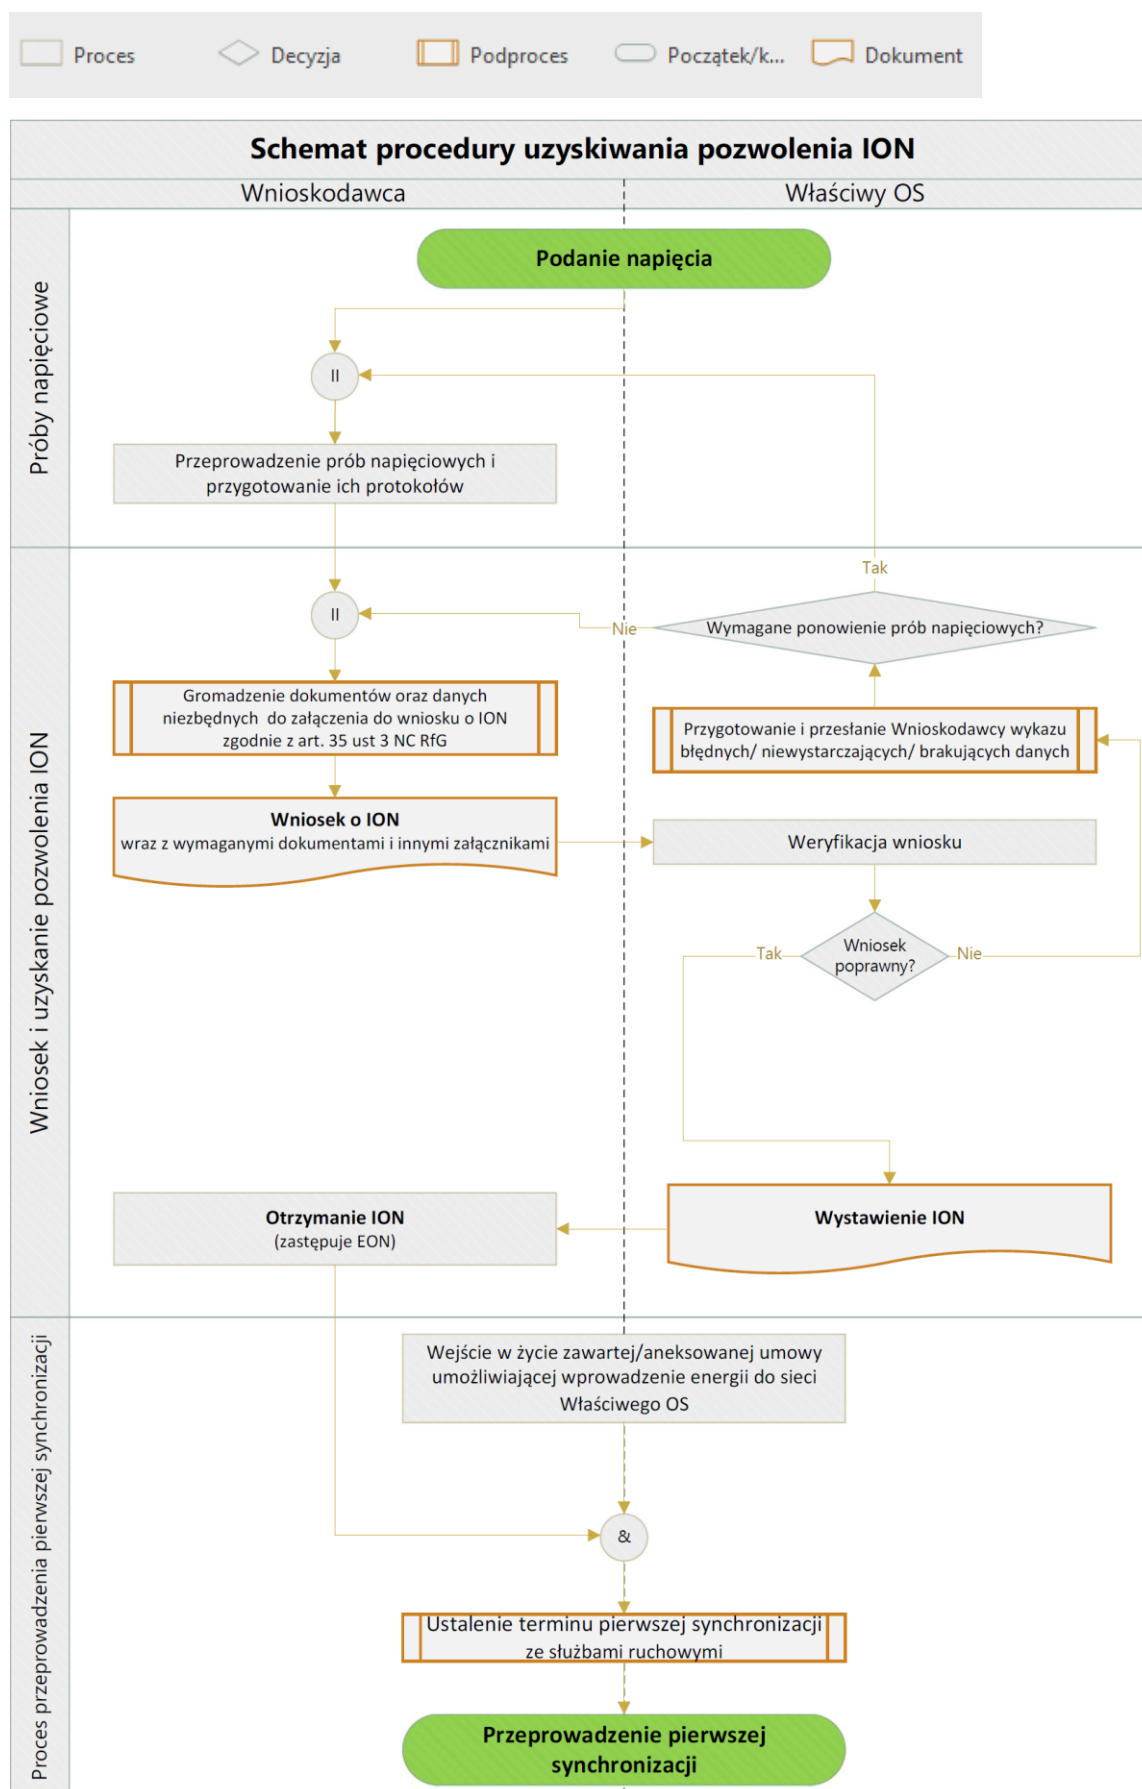 Proces
Decyzja
Podproces
Początek/k...
Dokument
Schemat procedury uzyskiwania pozwolenia ION
Wnioskodawca
Właściwy OS
Próby napięciowe
Podanie napięcia
II
Przeprowadzenie prób napięciowych i
przygotowanie ich protokołów
Wniosek i uzyskanie pozwolenia ION
Tak
II
Nie
Wymagane ponowienie prób napięciowych?
Gromadzenie dokumentów oraz danych
niezbędnych do załączenia do wniosku o ION
zgodnie z art. 35 ust 3 NC RfG
Przygotowanie i przesłanie Wnioskodawcy wykazu
błędnych/ niewystarczających/ brakujących danych
Wniosek o ION
wraz z wymaganymi dokumentami i innymi załącznikami
Weryfikacja wniosku
Tak
Wniosek
poprawny?
Nie
Otrzymanie ION
(zastępuje EON)
Wystawienie ION
Proces przeprowadzenia pierwszej synchronizacji
Wejście w życie zawartej/aneksowanej umowy
umożliwiającej wprowadzenie energii do sieci
Właściwego OS
&
Ustalenie terminu pierwszej synchronizacji
ze służbami ruchowymi
Przeprowadzenie pierwszej
synchronizacji